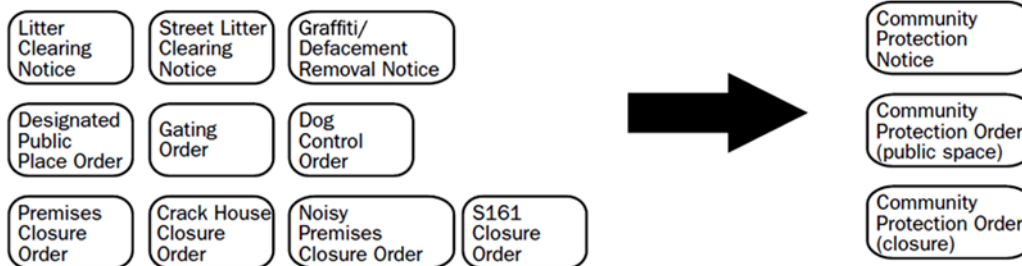 Litter
Clearing
Notice
Street Litter
Clearing
Notice
Graffiti/
Defacement
Removal Notice
Community
Protection
Notice
Designated
Public
Place Order
Gating
Order
Dog
Control
Order
Community
Protection Order
(public space)
Premises
Closure
Order
Crack House
Closure
Order
Noisy
Premises
Closure Order
S161
Closure
Order
Community
Protection Order
(closure)